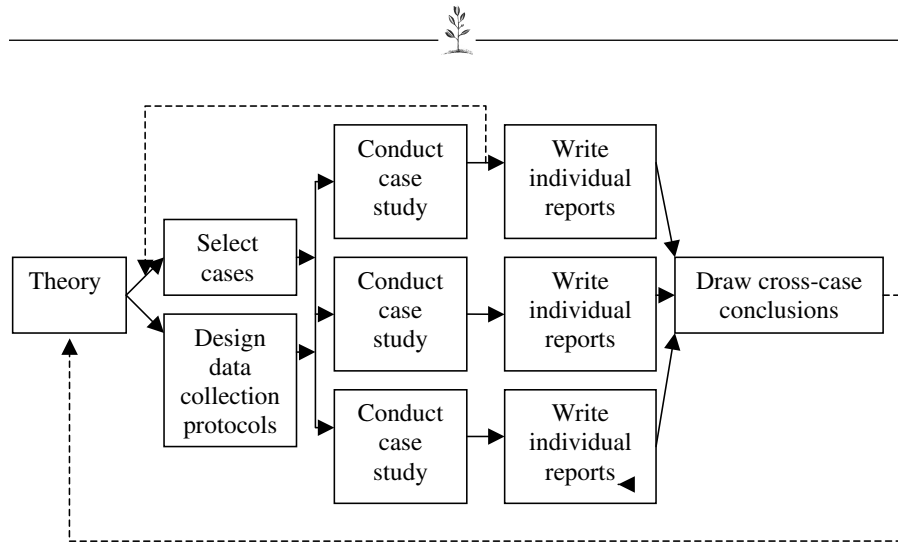 Theory
Select
cases
Design
data
collection
protocols
Conduct
case
study
Write
individual
reports
Conduct
case
study
Write
individual
reports
Conduct
case
study
Write
individual
reports
Draw cross-case
conclusions